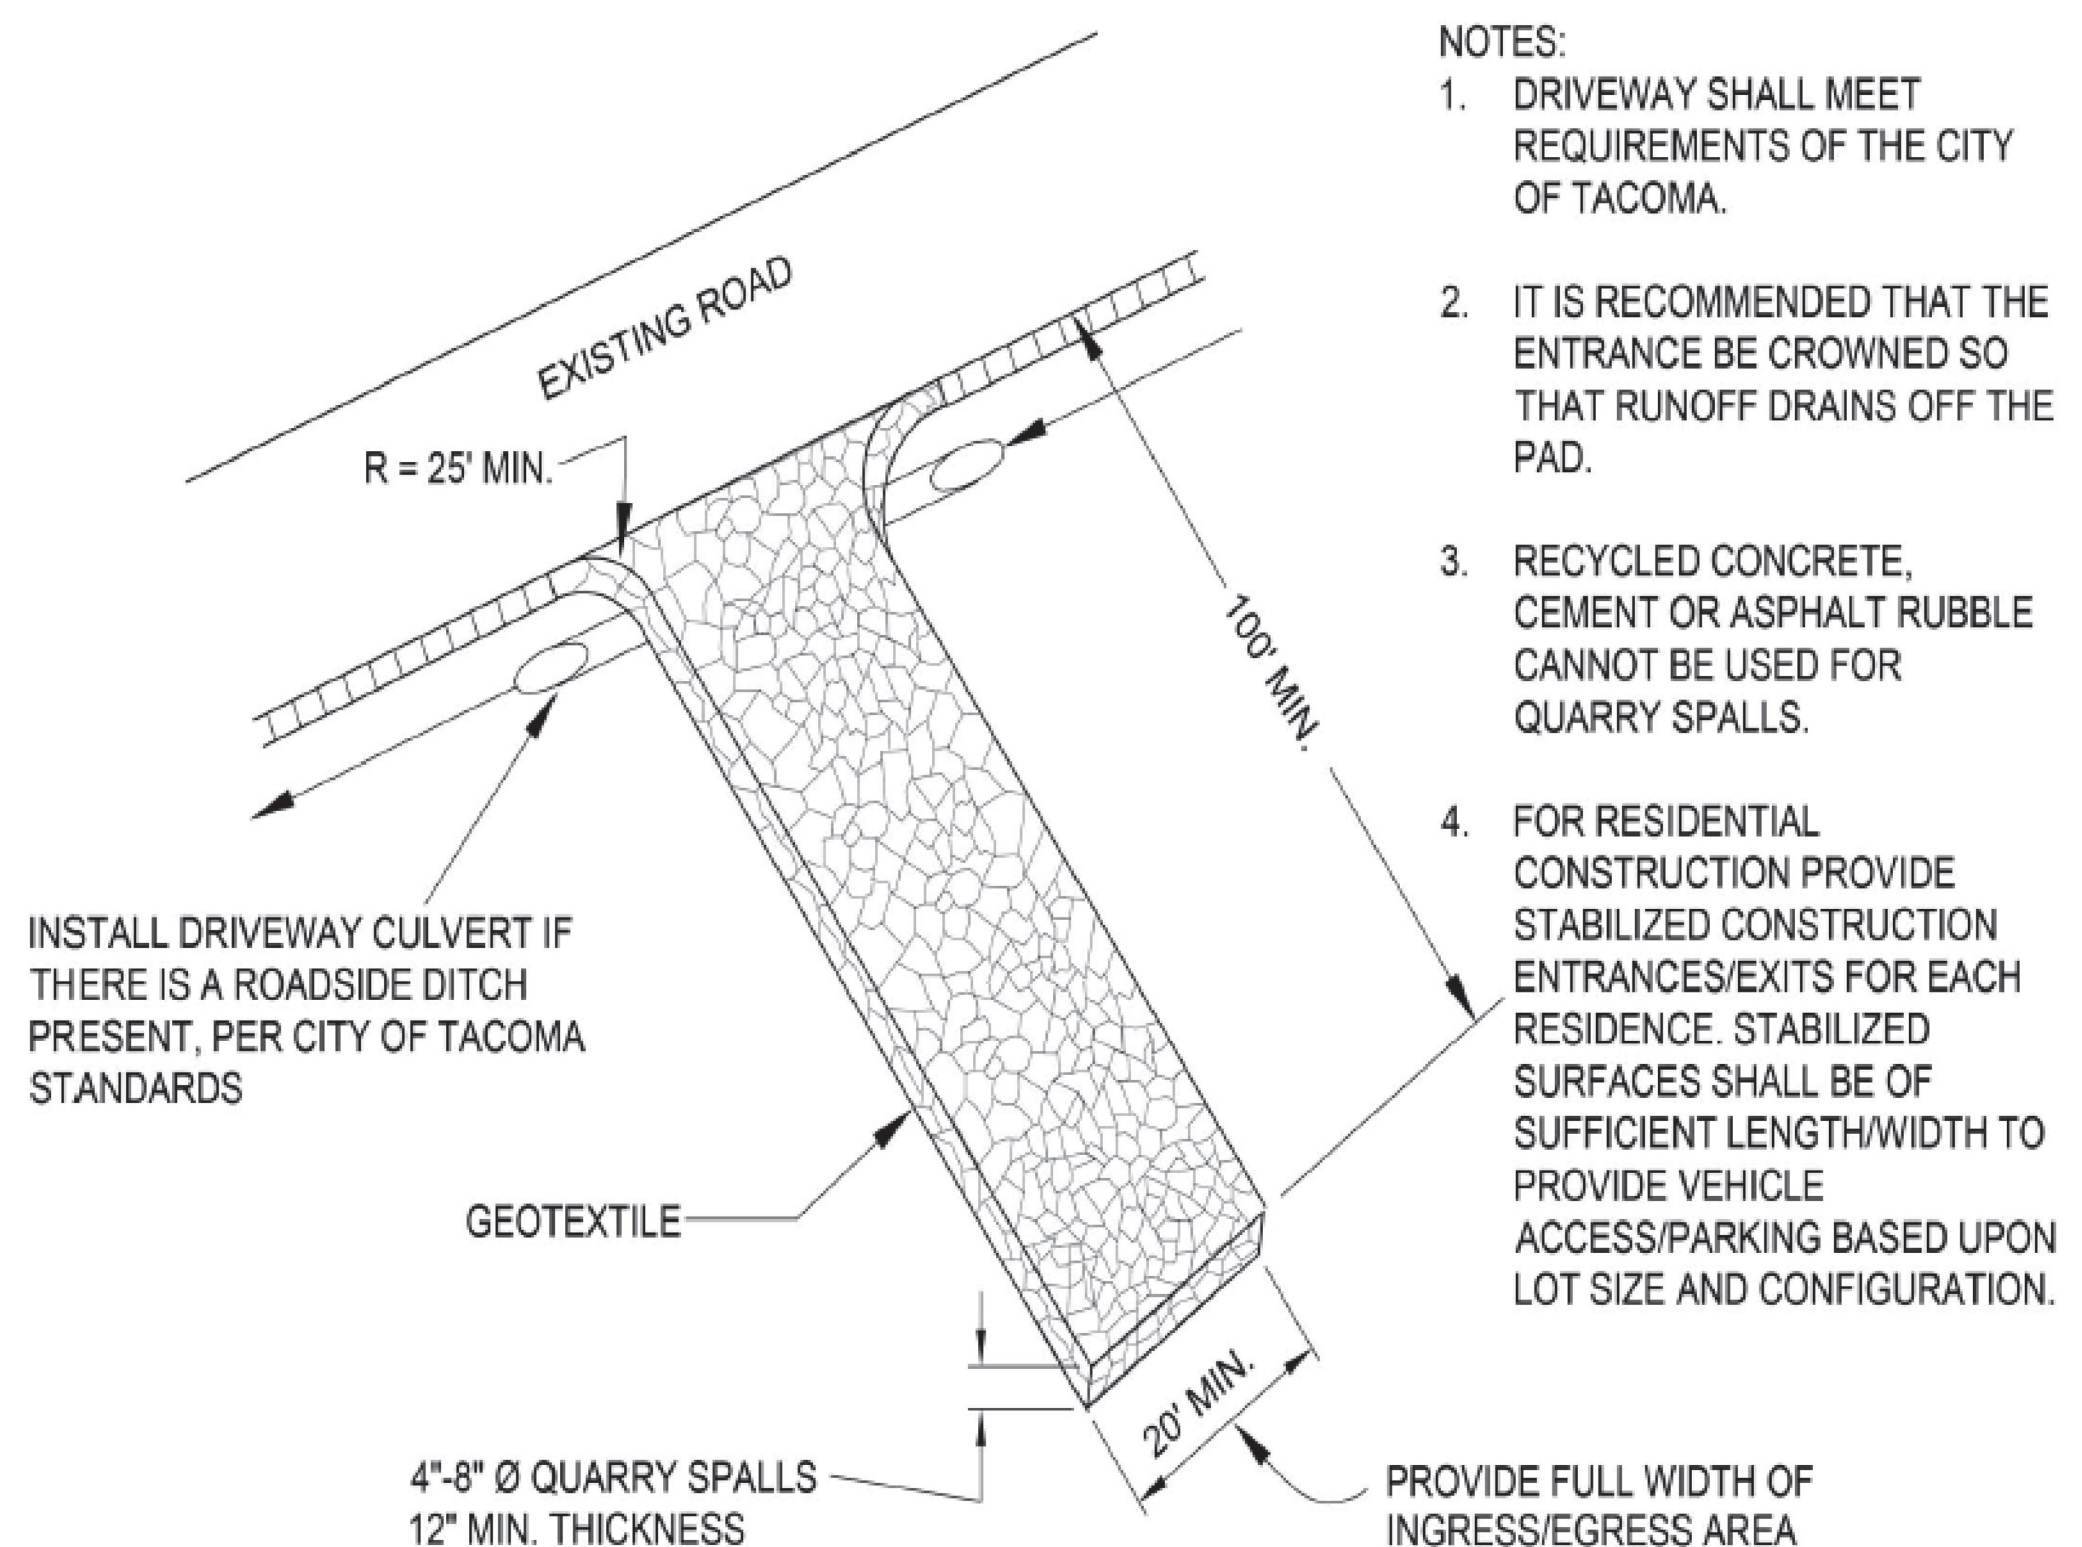 NOTES:
1. DRIVEWAY SHALL MEET
REQUIREMENTS OF THE CITY
OF TACOMA.
2. IT IS RECOMMENDED THAT THE
ENTRANCE BE CROWNED SO
THAT RUNOFF DRAINS OFF THE
PAD.
3. RECYCLED CONCRETE,
CEMENT OR ASPHALT RUBBLE
CANNOT BE USED FOR
QUARRY SPALLS.
4. FOR RESIDENTIAL
CONSTRUCTION PROVIDE
STABILIZED CONSTRUCTION
ENTRANCES/EXITS FOR EACH
RESIDENCE. STABILIZED
SURFACES SHALL BE OF
SUFFICIENT LENGTH/WIDTH TO
PROVIDE VEHICLE
ACCESS/PARKING BASED UPON
LOT SIZE AND CONFIGURATION.
EXISTING ROAD
R = 25' MIN.
100' MIN.
INSTALL DRIVEWAY CULVERT IF
THERE IS A ROADSIDE DITCH
PRESENT, PER CITY OF TACOMA
STANDARDS
GEOTEXTILE
20' MIN.
4"-8" Ø QUARRY SPALLS
12" MIN. THICKNESS
PROVIDE FULL WIDTH OF
INGRESS/EGRESS AREA